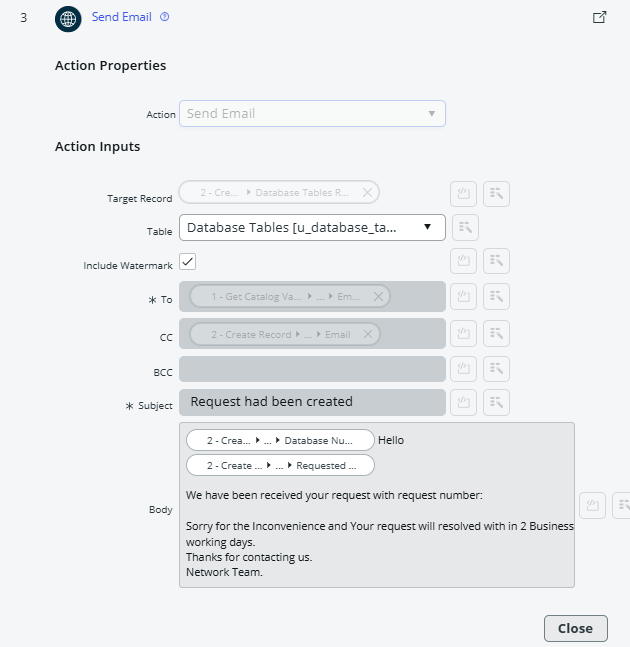 3 Send Email
Action Properties
Action Send Email
Action Inputs
Target Record 2 - Cre... Database Tables R...
Table Database Tables [u_database_ta...
Include Watermark
* To 1 - Get Catalog Va... ... Em...
CC 2 - Create Record ... Email
BCC
* Subject Request had been created
Body
2 - Crea... ... Database Nu... Hello
2 - Create ... ... Requested ...
We have been received your request with request number:
Sorry for the Inconvenience and Your request will resolved with in 2 Business
working days.
Thanks for contacting us.
Network Team.
Close